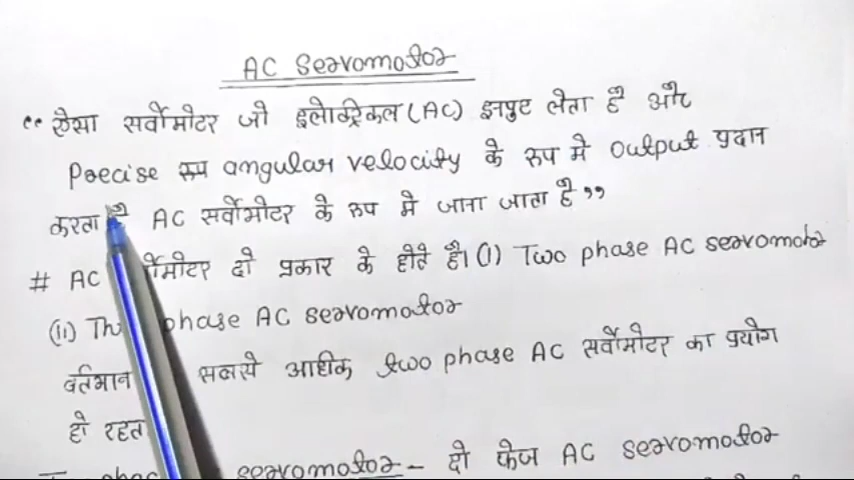 AC Servomotor
“ ऐसा सर्वोमोटर जो इलेक्ट्रिकल (AC) इनपुट लेता है और
Precise रूप angular velocity के रूप मे output प्रदान
करता है AC सर्वोमोटर के रूप मे जाना जाता है ”
# AC दो प्रकार के होते है। (I) Two phase AC servomotor
(II) phase AC servomotor
वर्तमान सबसे अधीक two phase AC सर्वोमोटर का प्रयोग
हो
servomotor - दो फेज AC servomotor